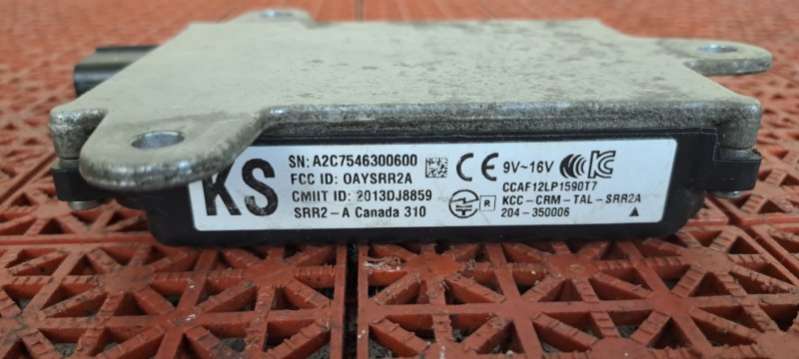 KS
SN: A2C7546300600
FCC ID: OAYSRR2A
CMIIT ID: 2013DJ8859
SRR2-A Canada 310
CE 9V~16V
R
CCAF12LP1590T7
KCC-CRM-TAL-SRR2A
204-350006